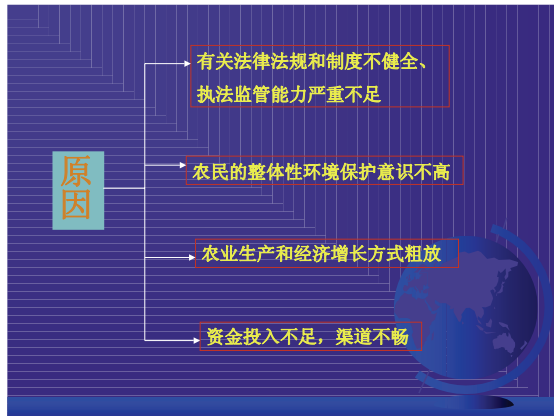 原因
有关法律法规和制度不健全、
执法监管能力严重不足
农民的整体性环境保护意识不高
农业生产和经济增长方式粗放
资金投入不足，渠道不畅